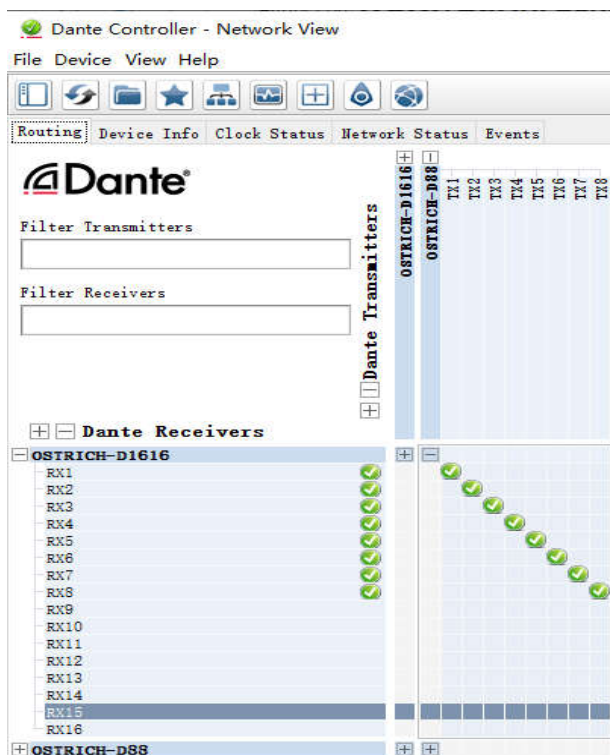 Dante Controller - Network View
File Device View Help
Routing Device Info Clock Status Network Status Events
Dante®
Filter Transmitters
Filter Receivers
Dante Transmitters
OSTRICH-D1616
OSTRICH-D88
TX1
TX2
TX3
TX4
TX5
TX6
TX7
TX8
Dante Receivers
OSTRICH-D1616
RX1
RX2
RX3
RX4
RX5
RX6
RX7
RX8
RX9
RX10
RX11
RX12
RX13
RX14
RX15
RX16
OSTRICH-D88